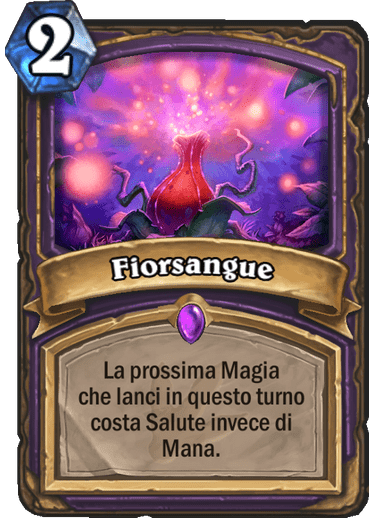 2
Fiorsangue
La prossima Magia
che lanci in questo turno
costa Salute invece di
Mana.